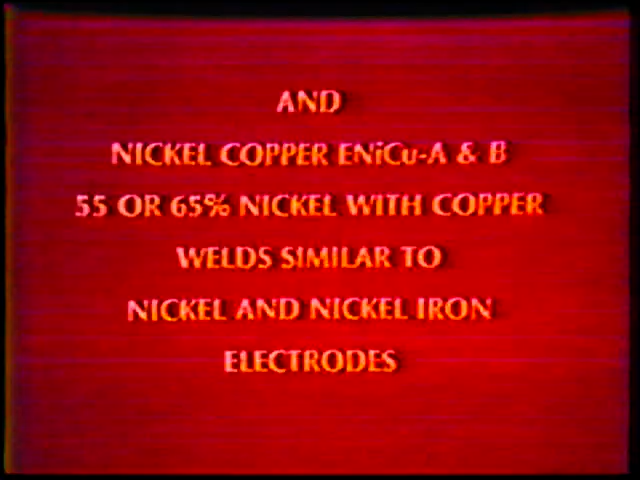 AND
NICKEL COPPER ENiCu-A & B
55 OR 65% NICKEL WITH COPPER
WELDS SIMILAR TO
NICKEL AND NICKEL IRON
ELECTRODES